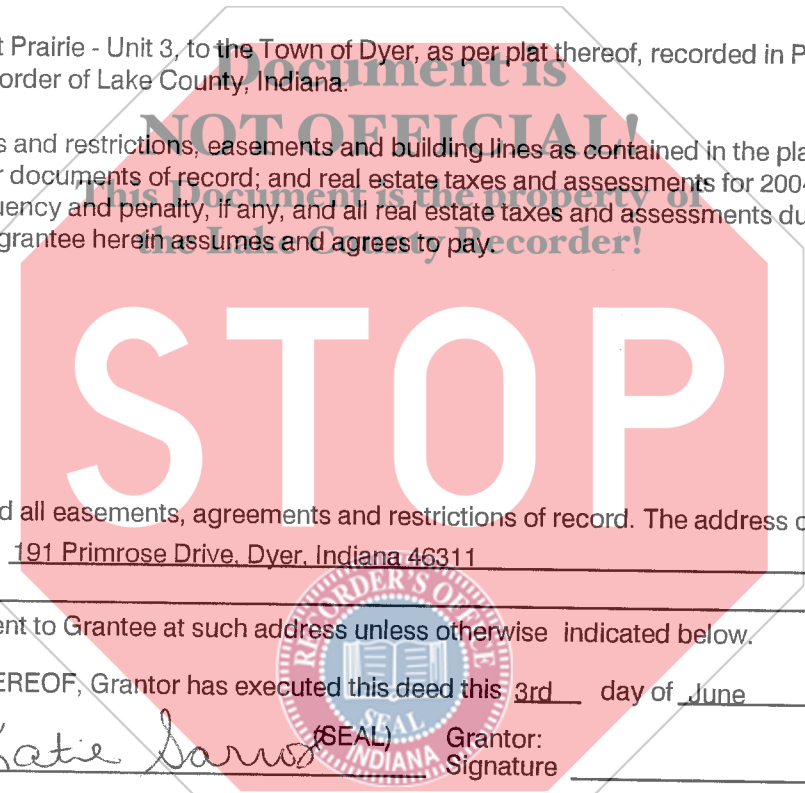 t Prairie - Unit 3, to the Town of Dyer, as per plat thereof, recorded in P
order of Lake County, Indiana.
Document is
NOT OFFICIAL!
s and restrictions, easements and building lines as contained in the pla
r documents of record; and real estate taxes and assessments for 2004
This Document is the property of
uency and penalty, if any, and all real estate taxes and assessments du
grantee herein assumes and agrees to pay.
the Lake County Recorder!
STOP
d all easements, agreements and restrictions of record. The address o
191 Primrose Drive, Dyer, Indiana 46311
ent to Grantee at such address unless otherwise indicated below.
EREOF, Grantor has executed this deed this 3rd day of June
Katie (SEAL) Grantor:
Signature
RECORDER'S OFFICE
SEAL
INDIANA